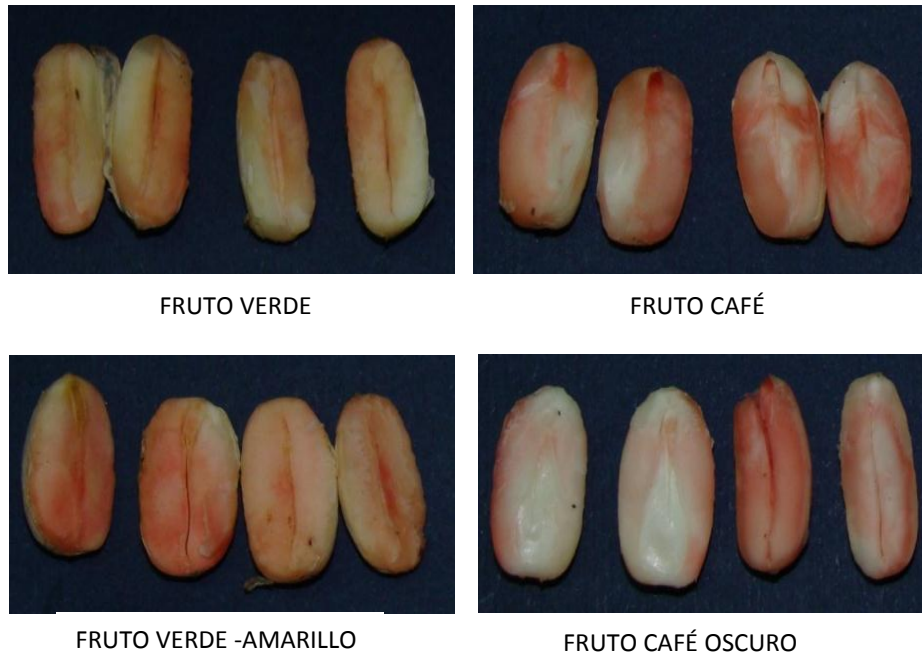 FRUTO VERDE
FRUTO CAFÉ
FRUTO VERDE -AMARILLO
FRUTO CAFÉ OSCURO